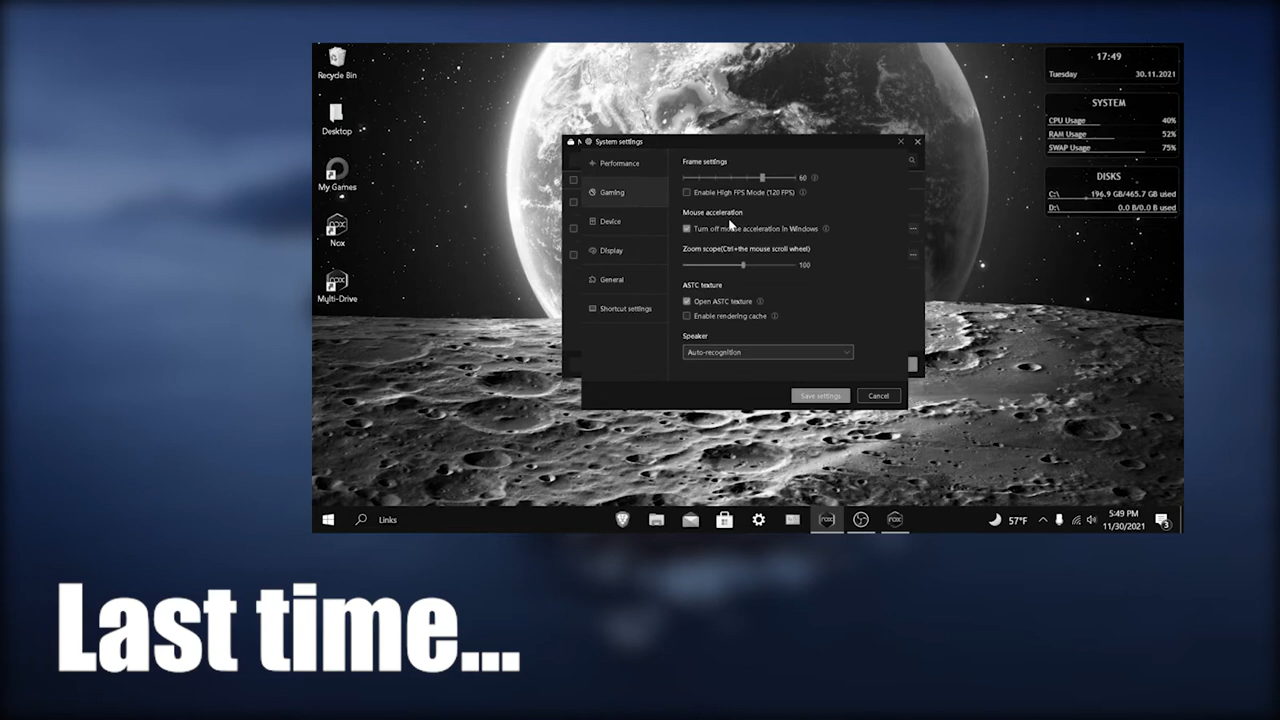 Recycle Bin
Desktop
My Games
Nox
Multi-Drive
17:49
Tuesday 30.11.2021
SYSTEM
CPU Usage 40%
RAM Usage 52%
SWAP Usage 75%
DISKS
C:\ 196.9 GB/465.7 GB used
D:\ 0.0 B/0.0 B used
N System settings
Performance
Gaming
Device
Display
General
Shortcut settings
Frame settings
60
Enable High FPS Mode (120 FPS)
Mouse acceleration
Turn off mouse acceleration in Windows
Zoom scope(Ctrl+the mouse scroll wheel)
100
ASTC texture
Open ASTC texture
Enable rendering cache
Speaker
Auto-recognition
Save settings Cancel
Links
nox
nox
57°F
5:49 PM
11/30/2021
3
Last time...